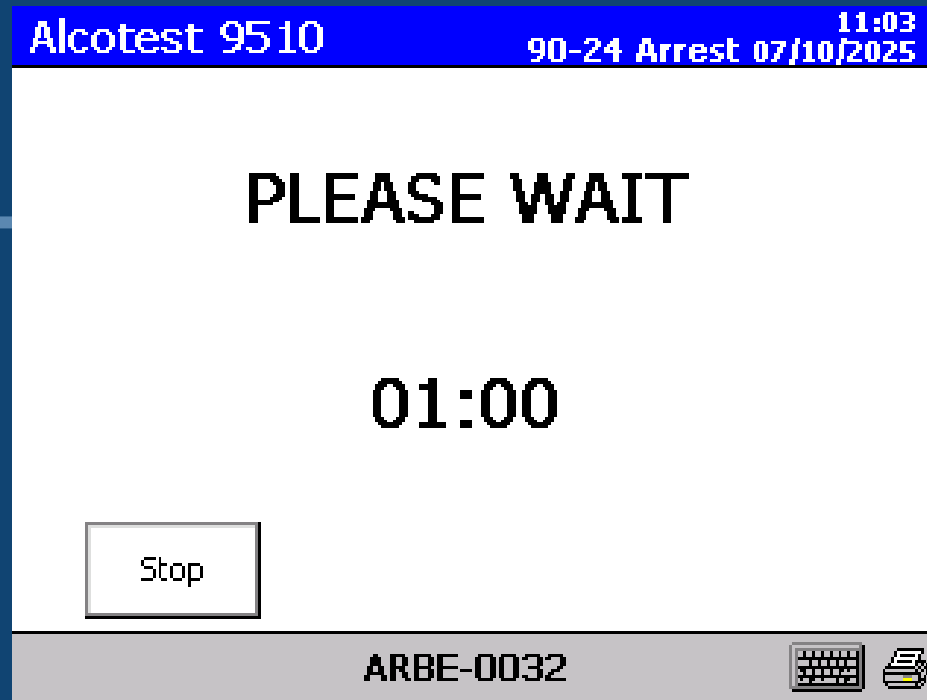 Alcotest 9510
11:03
90-24 Arrest 07/10/2025
PLEASE WAIT
01:00
Stop
ARBE-0032